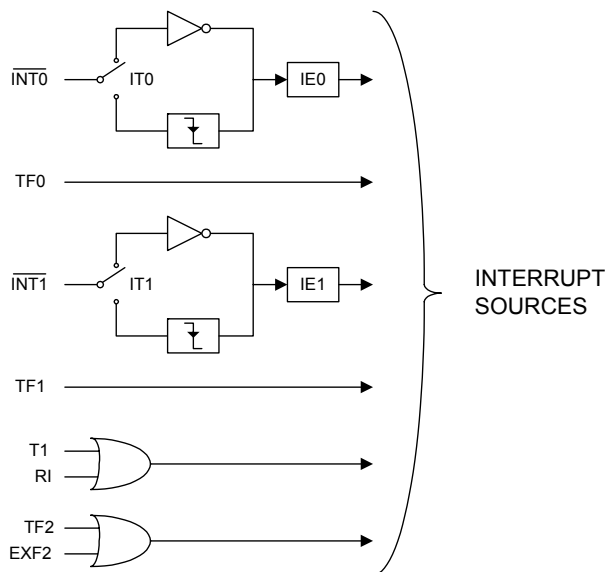 INT0
IT0
IE0
TF0
INT1
IT1
IE1
INTERRUPT
SOURCES
TF1
T1
RI
TF2
EXF2